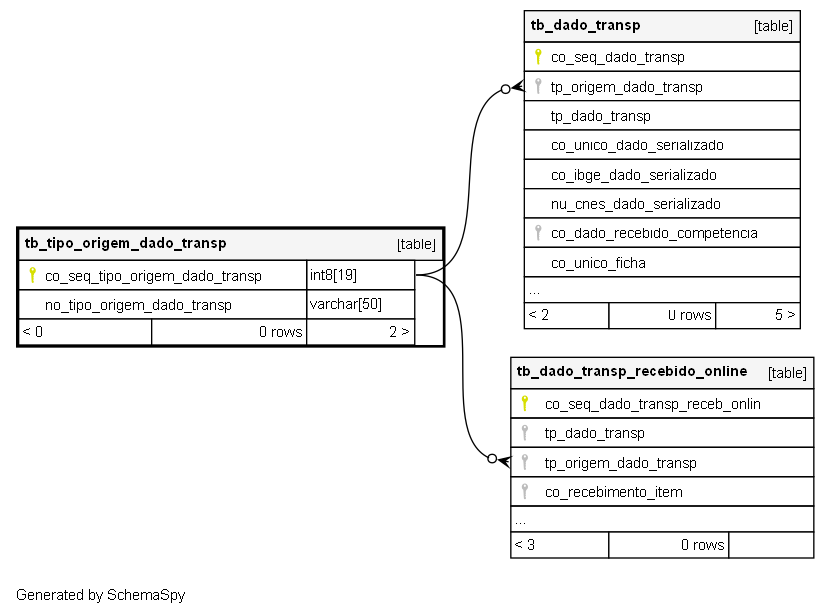 tb_dado_transp [table]
co_seq_dado_transp
tp_origem_dado_transp
tp_dado_transp
co_unico_dado_serializado
co_ibge_dado_serializado
nu_cnes_dado_serializado
co_dado_recebido_competencia
co_unico_ficha
...
< 2 0 rows 5 >
tb_tipo_origem_dado_transp [table]
co_seq_tipo_origem_dado_transp int8[19]
no_tipo_origem_dado_transp varchar[50]
< 0 0 rows 2 >
tb_dado_transp_recebido_online [table]
co_seq_dado_transp_receb_onlin
tp_dado_transp
tp_origem_dado_transp
co_recebimento_item
...
< 3 0 rows
Generated by SchemaSpy